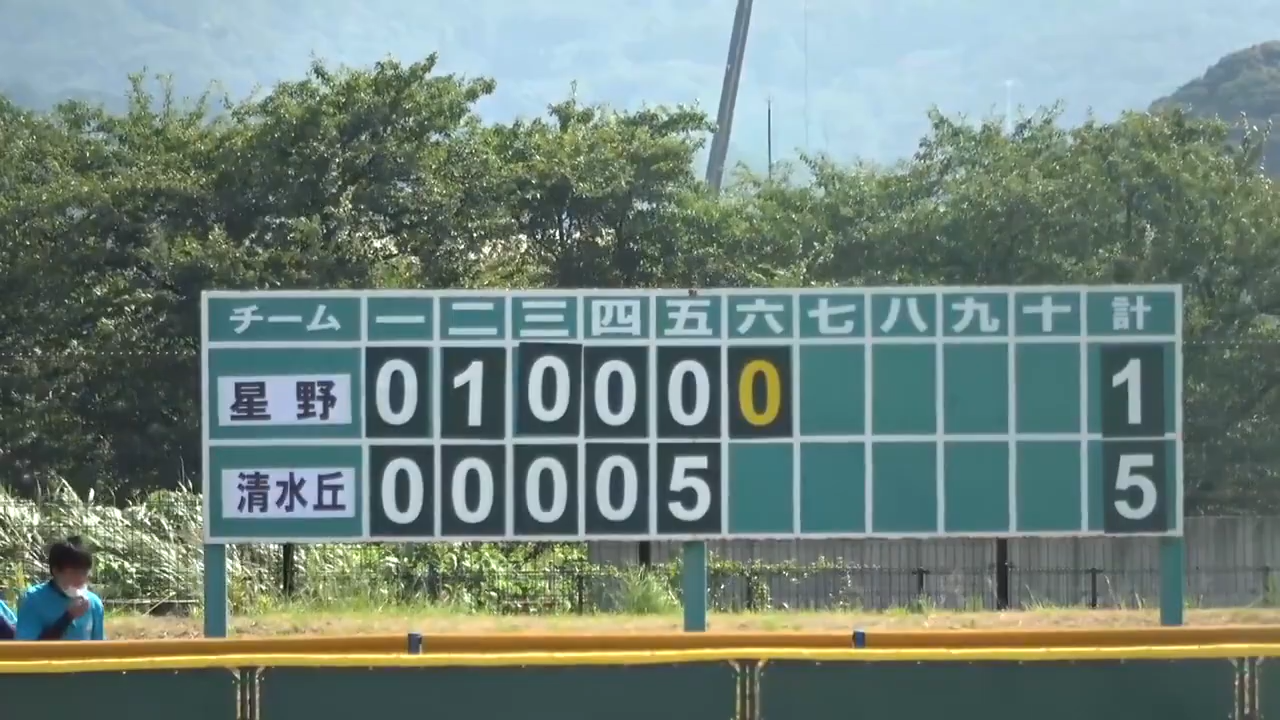 チーム 一 二 三 四 五 六 七 八 九 十 計
星野 0 1 0 0 0 0 1
清水丘 0 0 0 0 5 5